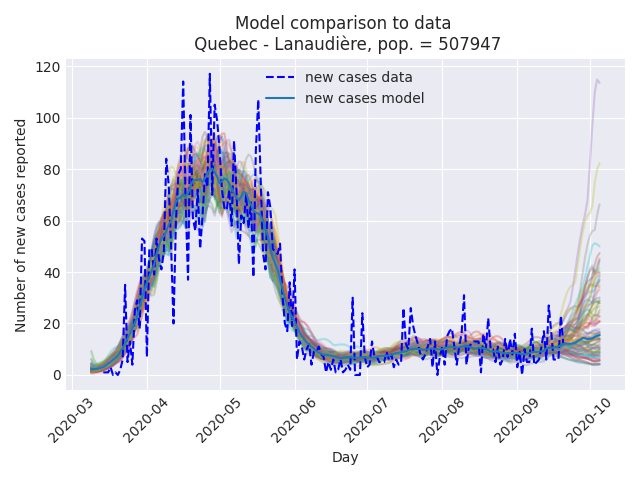 Model comparison to data
Quebec - Lanaudière, pop. = 507947
new cases data
new cases model
Number of new cases reported
120
100
80
60
40
20
0
2020-03
2020-04
2020-05
2020-06
2020-07
2020-08
2020-09
2020-10
Day